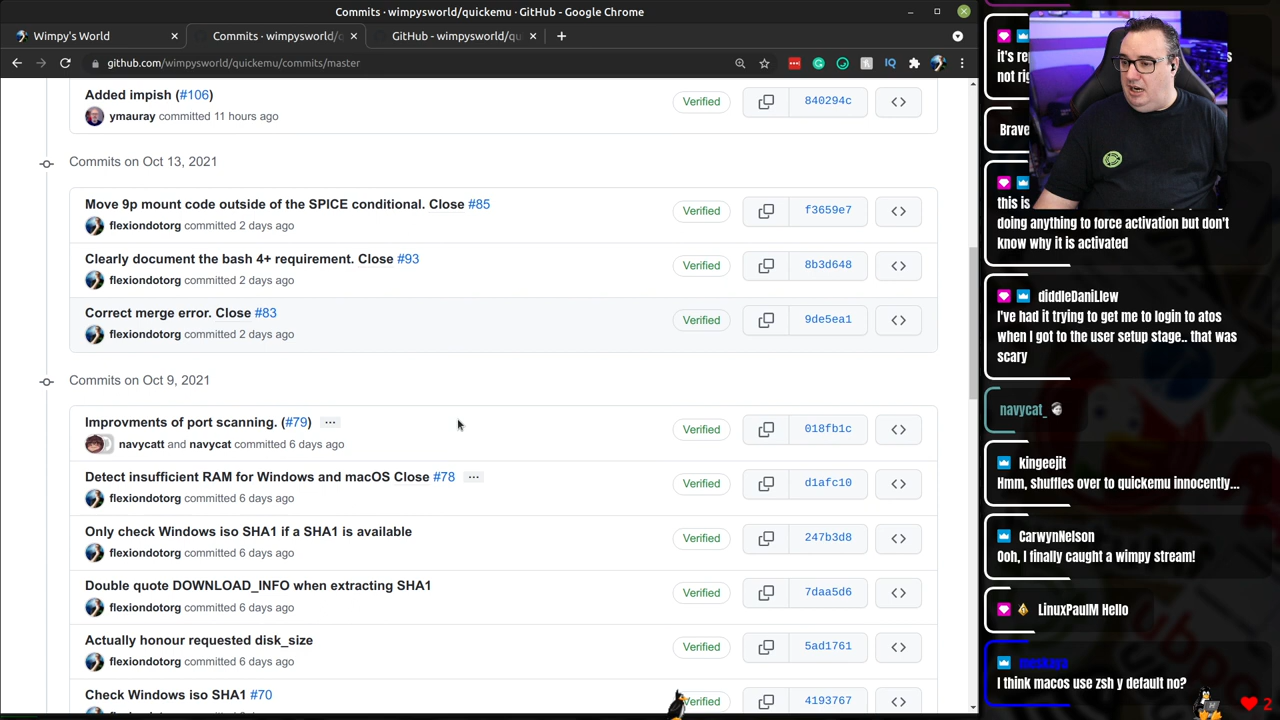 Commits · wimpysworld/quickemu · GitHub - Google Chrome
Wimpy's World
Commits · wimpysworld/
GitHub - wimpysworld/qu
github.com/wimpysworld/quickemu/commits/master
Added impish (#106)
ymauray committed 11 hours ago
Verified
840294c
Commits on Oct 13, 2021
Move 9p mount code outside of the SPICE conditional. Close #85
flexiondotorg committed 2 days ago
Verified
f3659e7
Clearly document the bash 4+ requirement. Close #93
flexiondotorg committed 2 days ago
Verified
8b3d648
Correct merge error. Close #83
flexiondotorg committed 2 days ago
Verified
9de5ea1
Commits on Oct 9, 2021
Improvments of port scanning. (#79) ...
navycatt and navycat committed 6 days ago
Verified
018fb1c
Detect insufficient RAM for Windows and macOS Close #78 ...
flexiondotorg committed 6 days ago
Verified
d1afc10
Only check Windows iso SHA1 if a SHA1 is available
flexiondotorg committed 6 days ago
Verified
247b3d8
Double quote DOWNLOAD_INFO when extracting SHA1
flexiondotorg committed 6 days ago
Verified
7daa5d6
Actually honour requested disk_size
flexiondotorg committed 6 days ago
Verified
5ad1761
Check Windows iso SHA1 #70
Verified
4193767
not rig
Brave
this is
doing anything to force activation but don't
know why it is activated
diddleDaniLlew
I've had it trying to get me to login to atos
when I got to the user setup stage.. that was
scary
navycat_
kingeejit
Hmm, shuffles over to quickemu innocently...
CarwynNelson
Ooh, I finally caught a wimpy stream!
LinuxPaulM Hello
I think macos use zsh y default no?
2